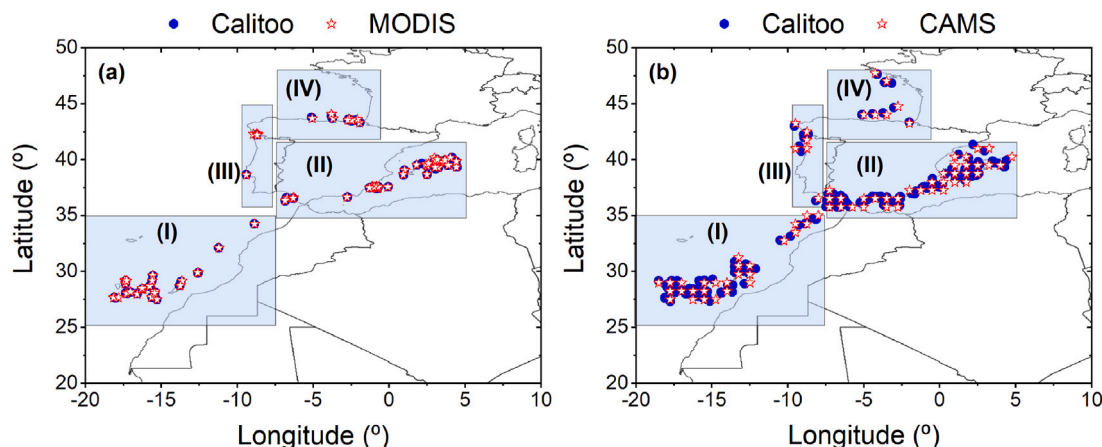 Calitoo MODIS
(a)
(IV)
(III)
(II)
(I)
50
45
40
35
30
25
20
-20 -15 -10 -5 0 5 10
Latitude (º)
Longitude (º)
Calitoo CAMS
(b)
(IV)
(III)
(II)
(I)
50
45
40
35
30
25
20
-20 -15 -10 -5 0 5 10
Latitude (º)
Longitude (º)